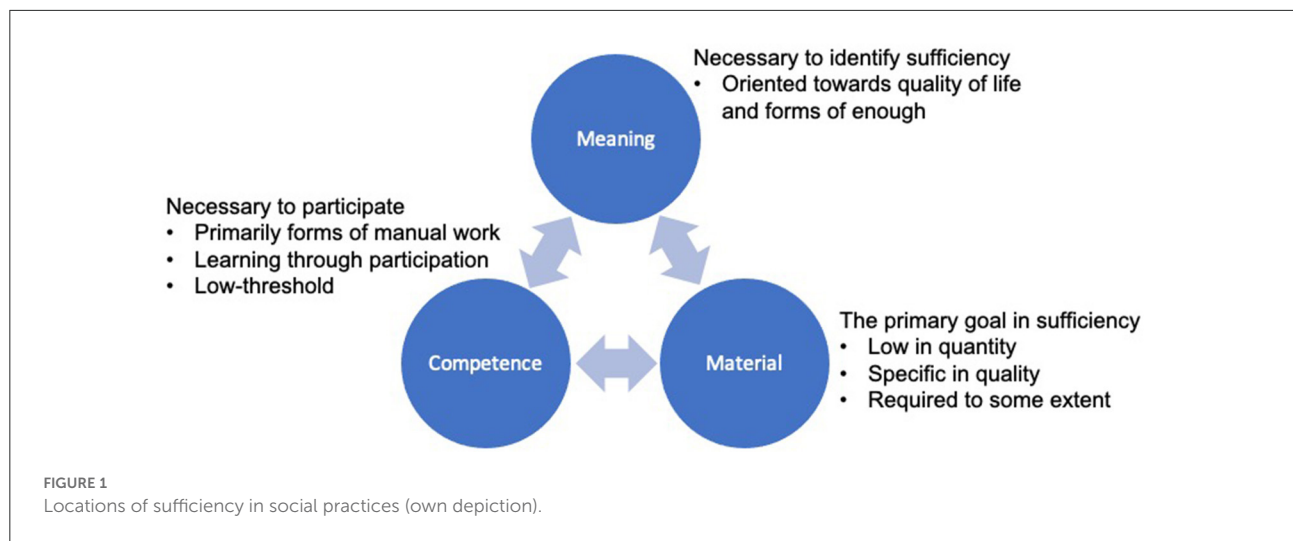 Necessary to identify sufficiency
• Oriented towards quality of life
and forms of enough
Meaning
Necessary to participate
• Primarily forms of manual work
• Learning through participation
• Low-threshold
Competence
Material
The primary goal in sufficiency
• Low in quantity
• Specific in quality
• Required to some extent
FIGURE 1
Locations of sufficiency in social practices (own depiction).